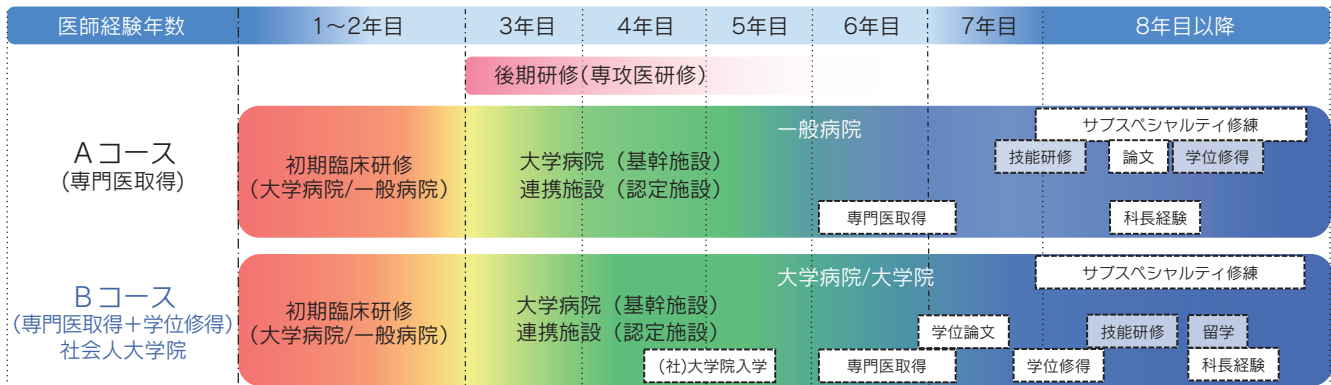 医師経験年数
1～2年目
3年目
4年目
5年目
6年目
7年目
8年目以降
後期研修(専攻医研修)
Aコース
(専門医取得)
初期臨床研修
(大学病院/一般病院)
大学病院（基幹施設）
連携施設（認定施設）
一般病院
サブスペシャルティ修練
技能研修
論文
学位修得
専門医取得
科長経験
Bコース
(専門医取得＋学位修得)
社会人大学院
初期臨床研修
(大学病院/一般病院)
大学病院（基幹施設）
連携施設（認定施設）
大学病院/大学院
サブスペシャルティ修練
学位論文
技能研修
留学
(社)大学院入学
専門医取得
学位修得
科長経験